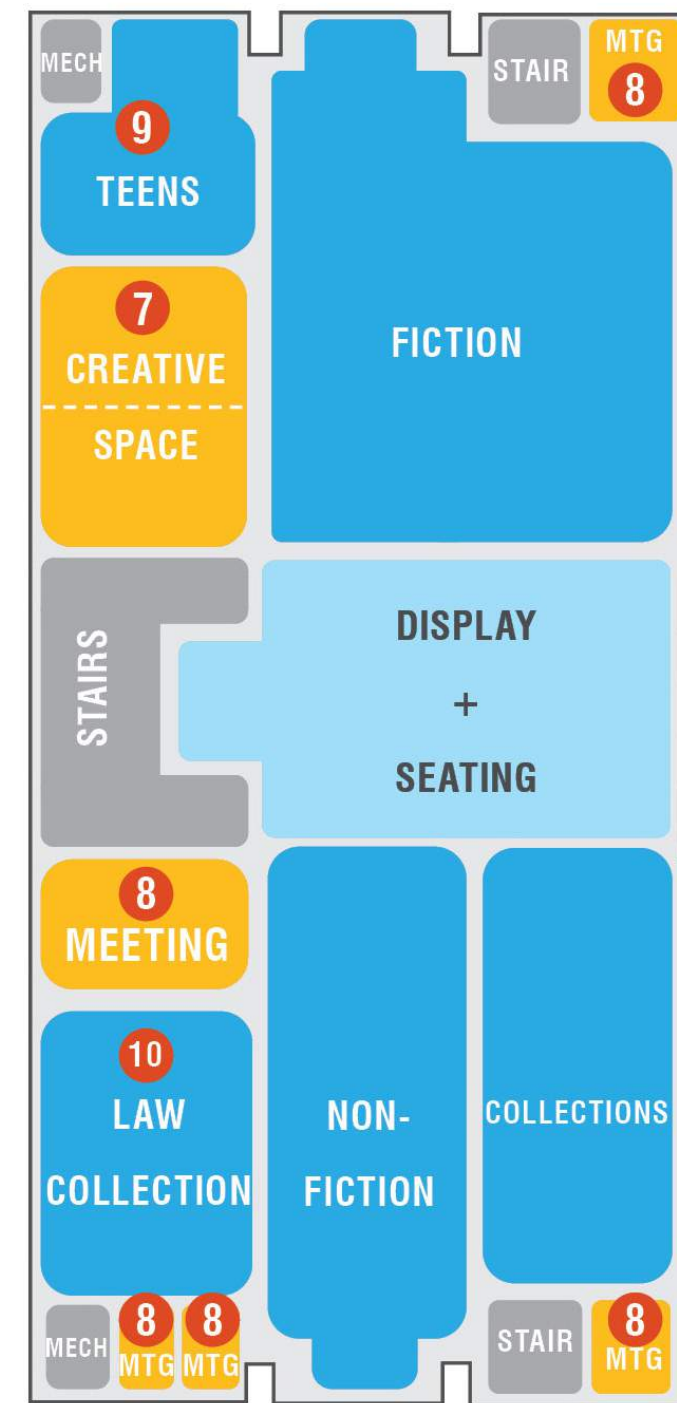 MECH
9
TEENS
STAIR
MTG
8
7
CREATIVE
SPACE
FICTION
STAIRS
DISPLAY
+
SEATING
8
MEETING
10
LAW
COLLECTION
NON-
FICTION
COLLECTIONS
MECH
8
MTG
8
MTG
STAIR
8
MTG